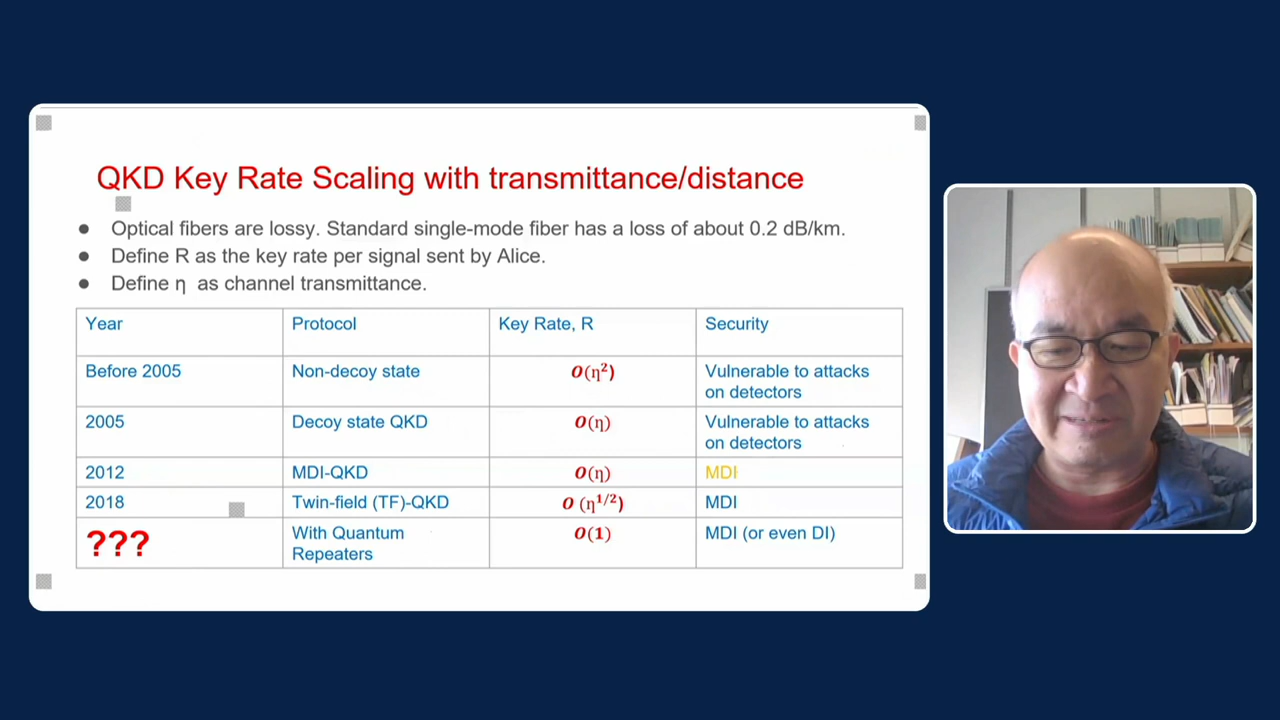 QKD Key Rate Scaling with transmittance/distance
● Optical fibers are lossy. Standard single-mode fiber has a loss of about 0.2 dB/km.
● Define R as the key rate per signal sent by Alice.
● Define η as channel transmittance.
Year Protocol Key Rate, R Security
Before 2005 Non-decoy state O(η²) Vulnerable to attacks
on detectors
2005 Decoy state QKD O(η) Vulnerable to attacks
on detectors
2012 MDI-QKD O(η) MDI
2018 Twin-field (TF)-QKD O (η^1/2) MDI
??? With Quantum O(1) MDI (or even DI)
Repeaters